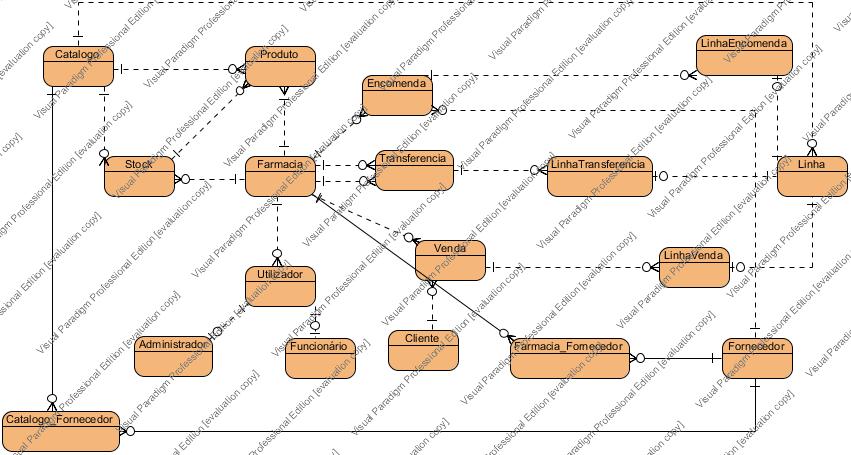 LinhaEncomenda
Catalogo
Produto
Encomenda
Stock
Farmacia
Transferencia
LinhaTransferencia
Linha
Venda
LinhaVenda
Utilizador
Administrador
Funcionário
Cliente
Farmacia_Fornecedor
Fornecedor
Catalogo_Fornecedor
Visual Paradigm Professional Edition [evaluation copy]